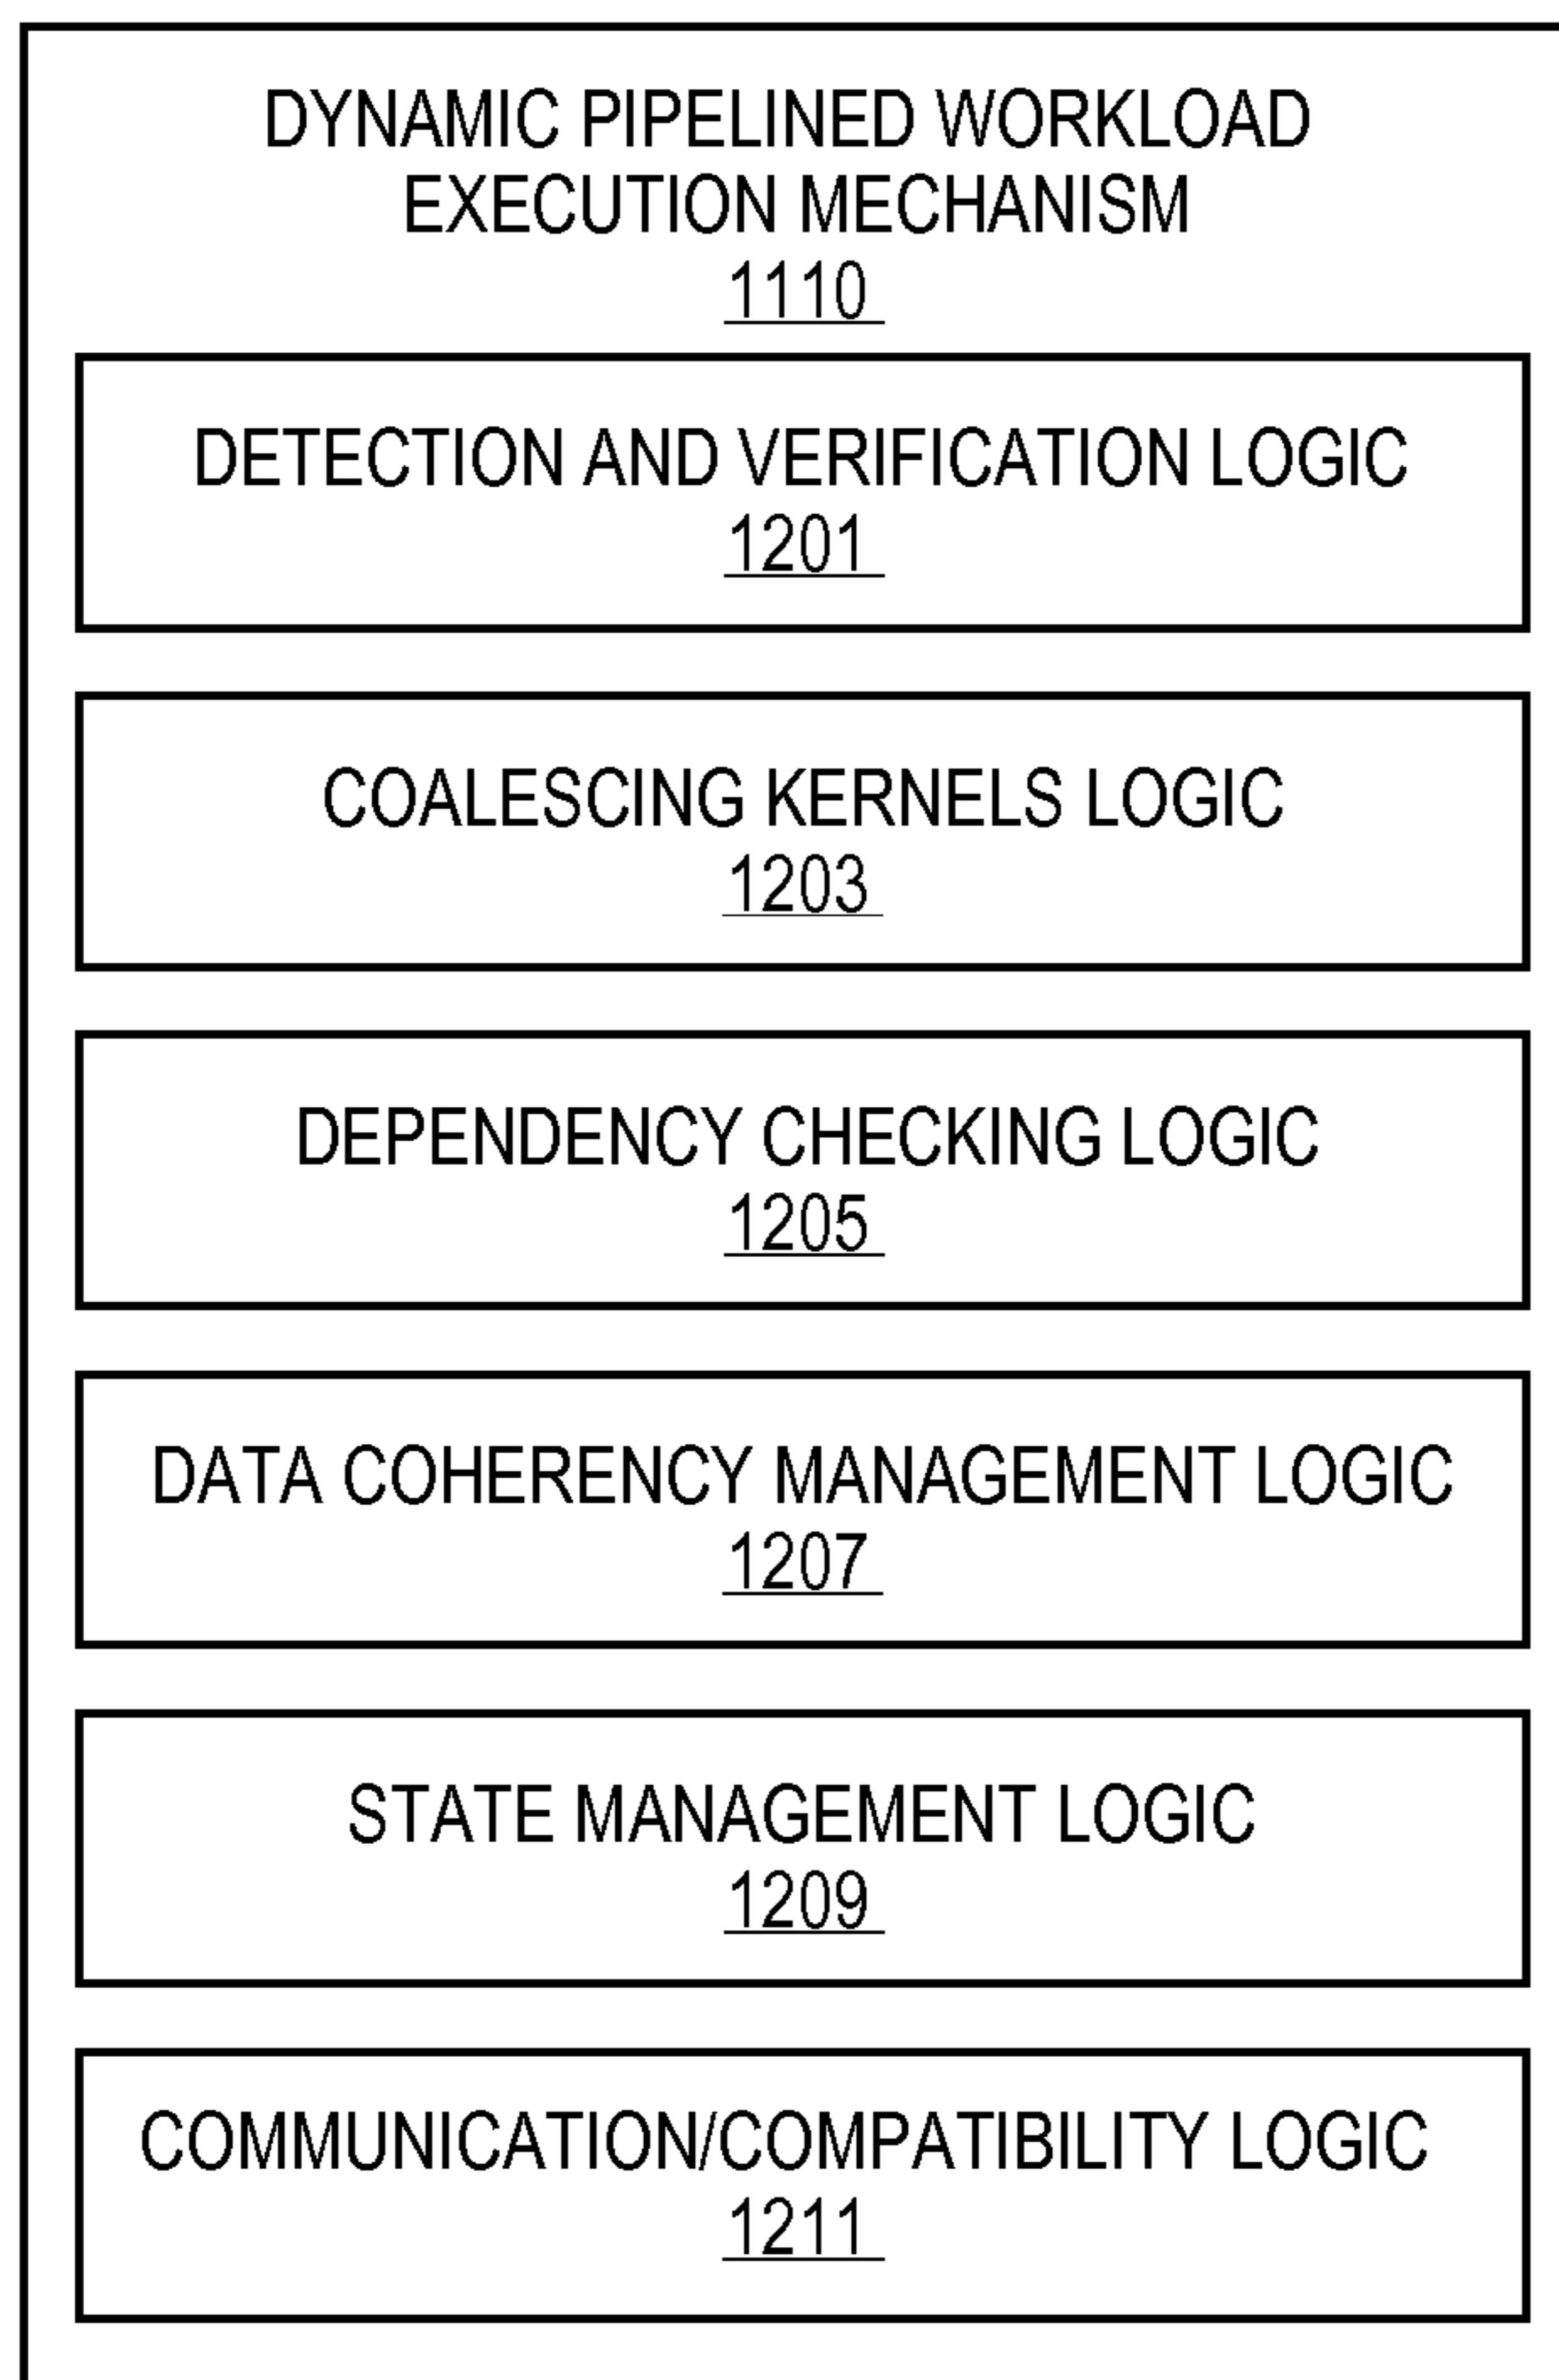 DYNAMIC PIPELINED WORKLOAD
EXECUTION MECHANISM
1110
DETECTION AND VERIFICATION LOGIC
1201
COALESCING KERNELS LOGIC
1203
DEPENDENCY CHECKING LOGIC
1205
DATA COHERENCY MANAGEMENT LOGIC
1207
STATE MANAGEMENT LOGIC
1209
COMMUNICATION/COMPATIBILITY LOGIC
1211